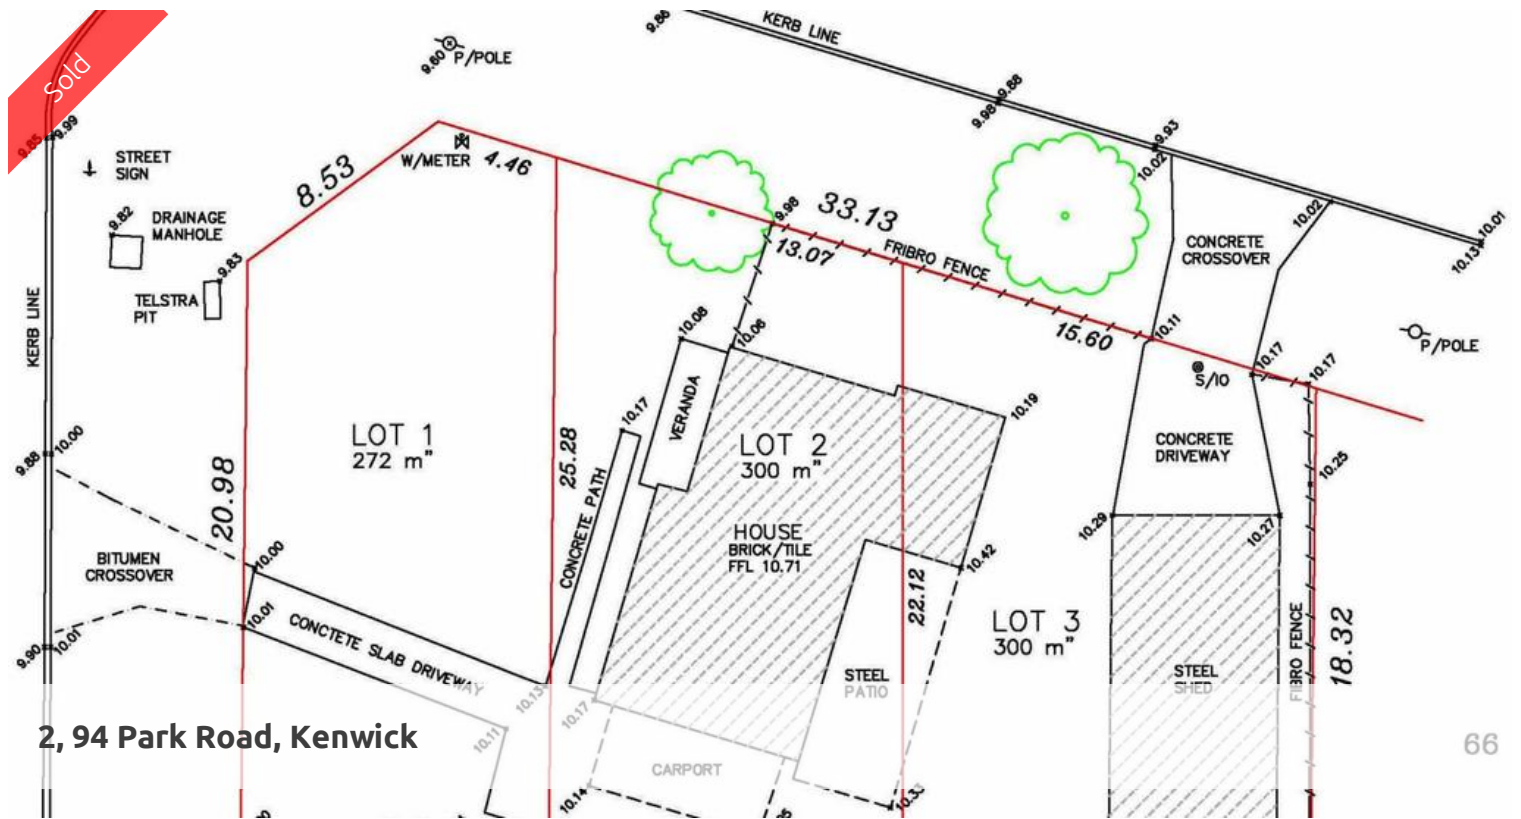 Sold
KERB LINE
9.86
9.60
P/POLE
9.88
9.98
9.93
10.02
9.85
9.99
STREET
SIGN
W/METER
4.46
8.53
9.82
DRAINAGE
MANHOLE
9.83
TELSTRA
PIT
KERB LINE
9.98
33.13
13.07
FRIBRO FENCE
15.60
10.11
CONCRETE
CROSSOVER
10.02
10.01
10.13
P/POLE
10.17
10.17
S/IO
10.08
10.06
VERANDA
10.17
10.19
LOT 1
272 m"
25.28
LOT 2
300 m"
CONCRETE
DRIVEWAY
10.25
9.88
10.00
20.98
CONCRETE PATH
HOUSE
BRICK/TILE
FFL 10.71
10.29
10.27
10.42
BITUMEN
CROSSOVER
10.00
10.01
22.12
LOT 3
300 m"
FIBRO FENCE
18.32
9.90
10.01
CONCTETE SLAB DRIVEWAY
STEEL
PATIO
STEEL
SHED
10.13
10.17
10.11
2, 94 Park Road, Kenwick
CARPORT
66
10.14
10.33